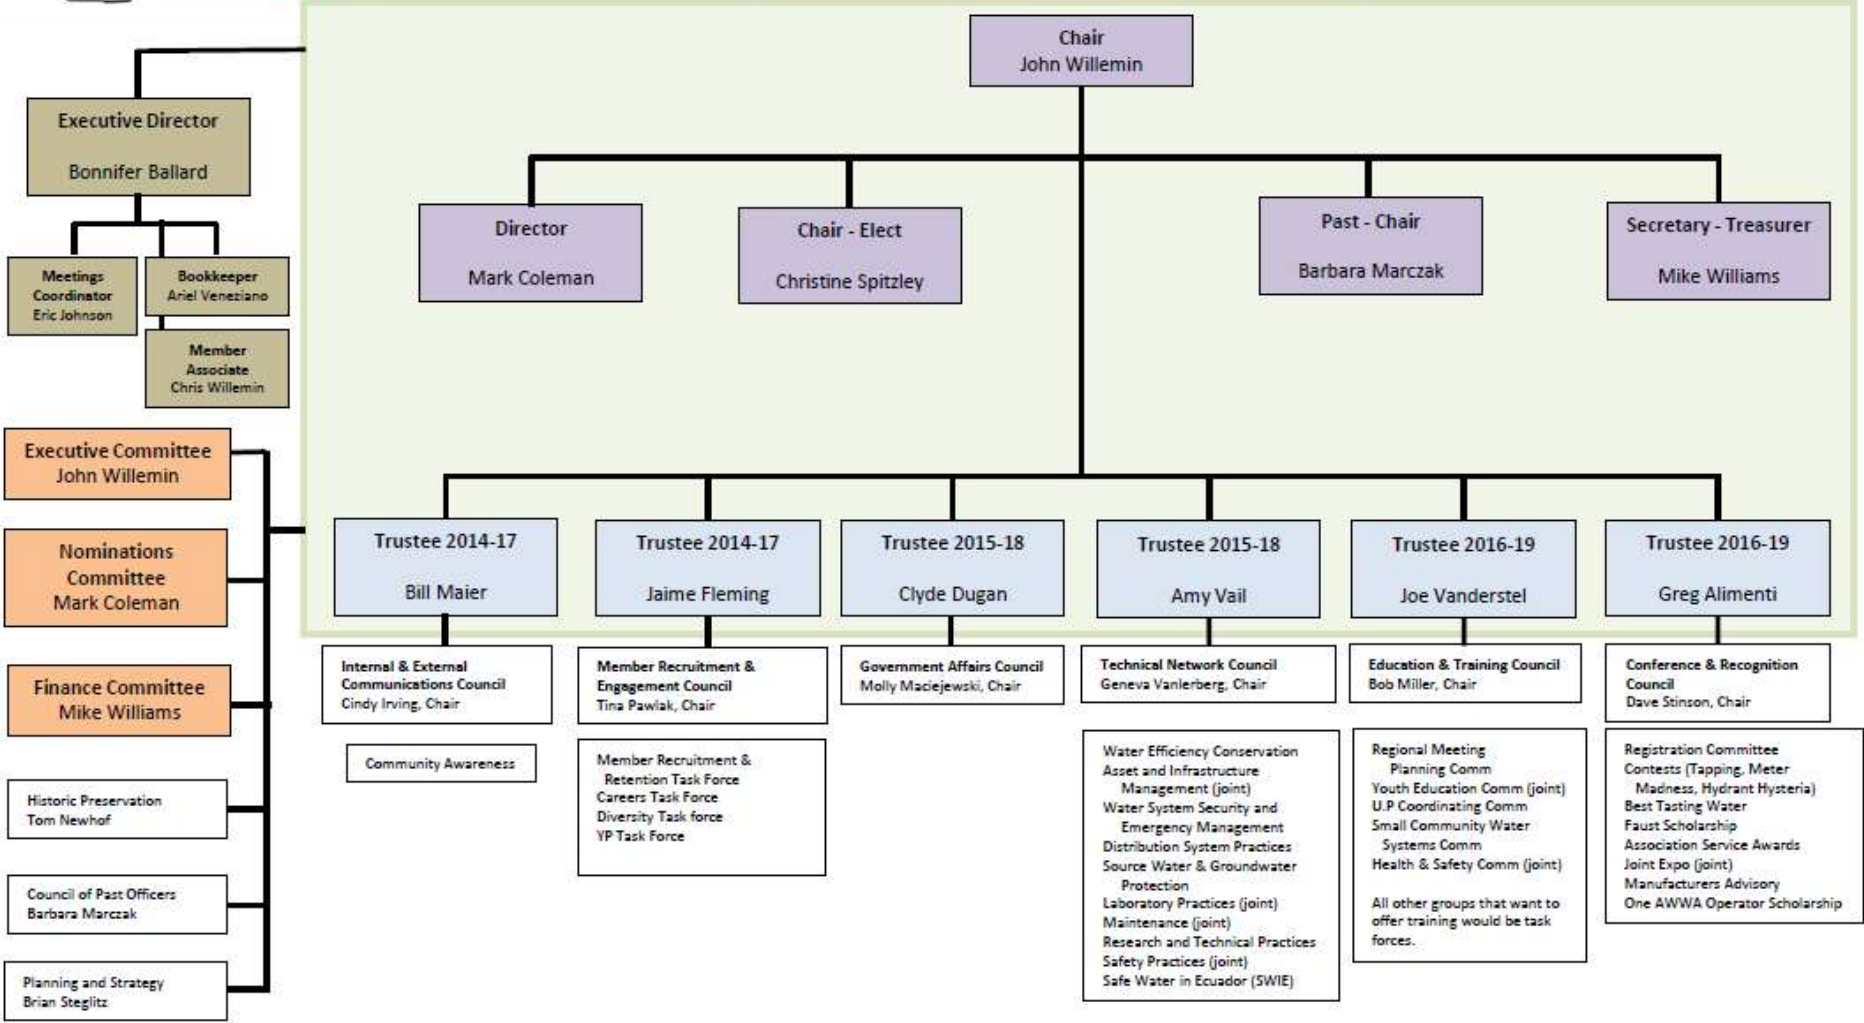 Chair
John Willemin
Executive Director
Bonnifer Ballard
Director
Mark Coleman
Chair - Elect
Christine Spitzley
Past - Chair
Barbara Marczak
Secretary - Treasurer
Mike Williams
Meetings
Coordinator
Eric Johnson
Bookkeeper
Ariel Veneziano
Member
Associate
Chris Willemin
Executive Committee
John Willemin
Nominations
Committee
Mark Coleman
Finance Committee
Mike Williams
Historic Preservation
Tom Newhof
Council of Past Officers
Barbara Marczak
Planning and Strategy
Brian Steglitz
Trustee 2014-17
Bill Maier
Trustee 2014-17
Jaime Fleming
Trustee 2015-18
Clyde Dugan
Trustee 2015-18
Amy Vail
Trustee 2016-19
Joe Vanderstel
Trustee 2016-19
Greg Alimenti
Internal & External
Communications Council
Cindy Irving, Chair
Community Awareness
Member Recruitment &
Engagement Council
Tina Pawlak, Chair
Member Recruitment &
Retention Task Force
Careers Task Force
Diversity Task force
YP Task Force
Government Affairs Council
Molly Maciejewski, Chair
Technical Network Council
Geneva Vanlerberg, Chair
Water Efficiency Conservation
Asset and Infrastructure
Management (joint)
Water System Security and
Emergency Management
Distribution System Practices
Source Water & Groundwater
Protection
Laboratory Practices (joint)
Maintenance (joint)
Research and Technical Practices
Safety Practices (joint)
Safe Water in Ecuador (SWIE)
Education & Training Council
Bob Miller, Chair
Regional Meeting
Planning Comm
Youth Education Comm (joint)
U.P Coordinating Comm
Small Community Water
Systems Comm
Health & Safety Comm (joint)
All other groups that want to
offer training would be task
forces.
Conference & Recognition
Council
Dave Stinson, Chair
Registration Committee
Contests (Tapping, Meter
Madness, Hydrant Hysteria)
Best Tasting Water
Faust Scholarship
Association Service Awards
Joint Expo (joint)
Manufacturers Advisory
One AWWA Operator Scholarship